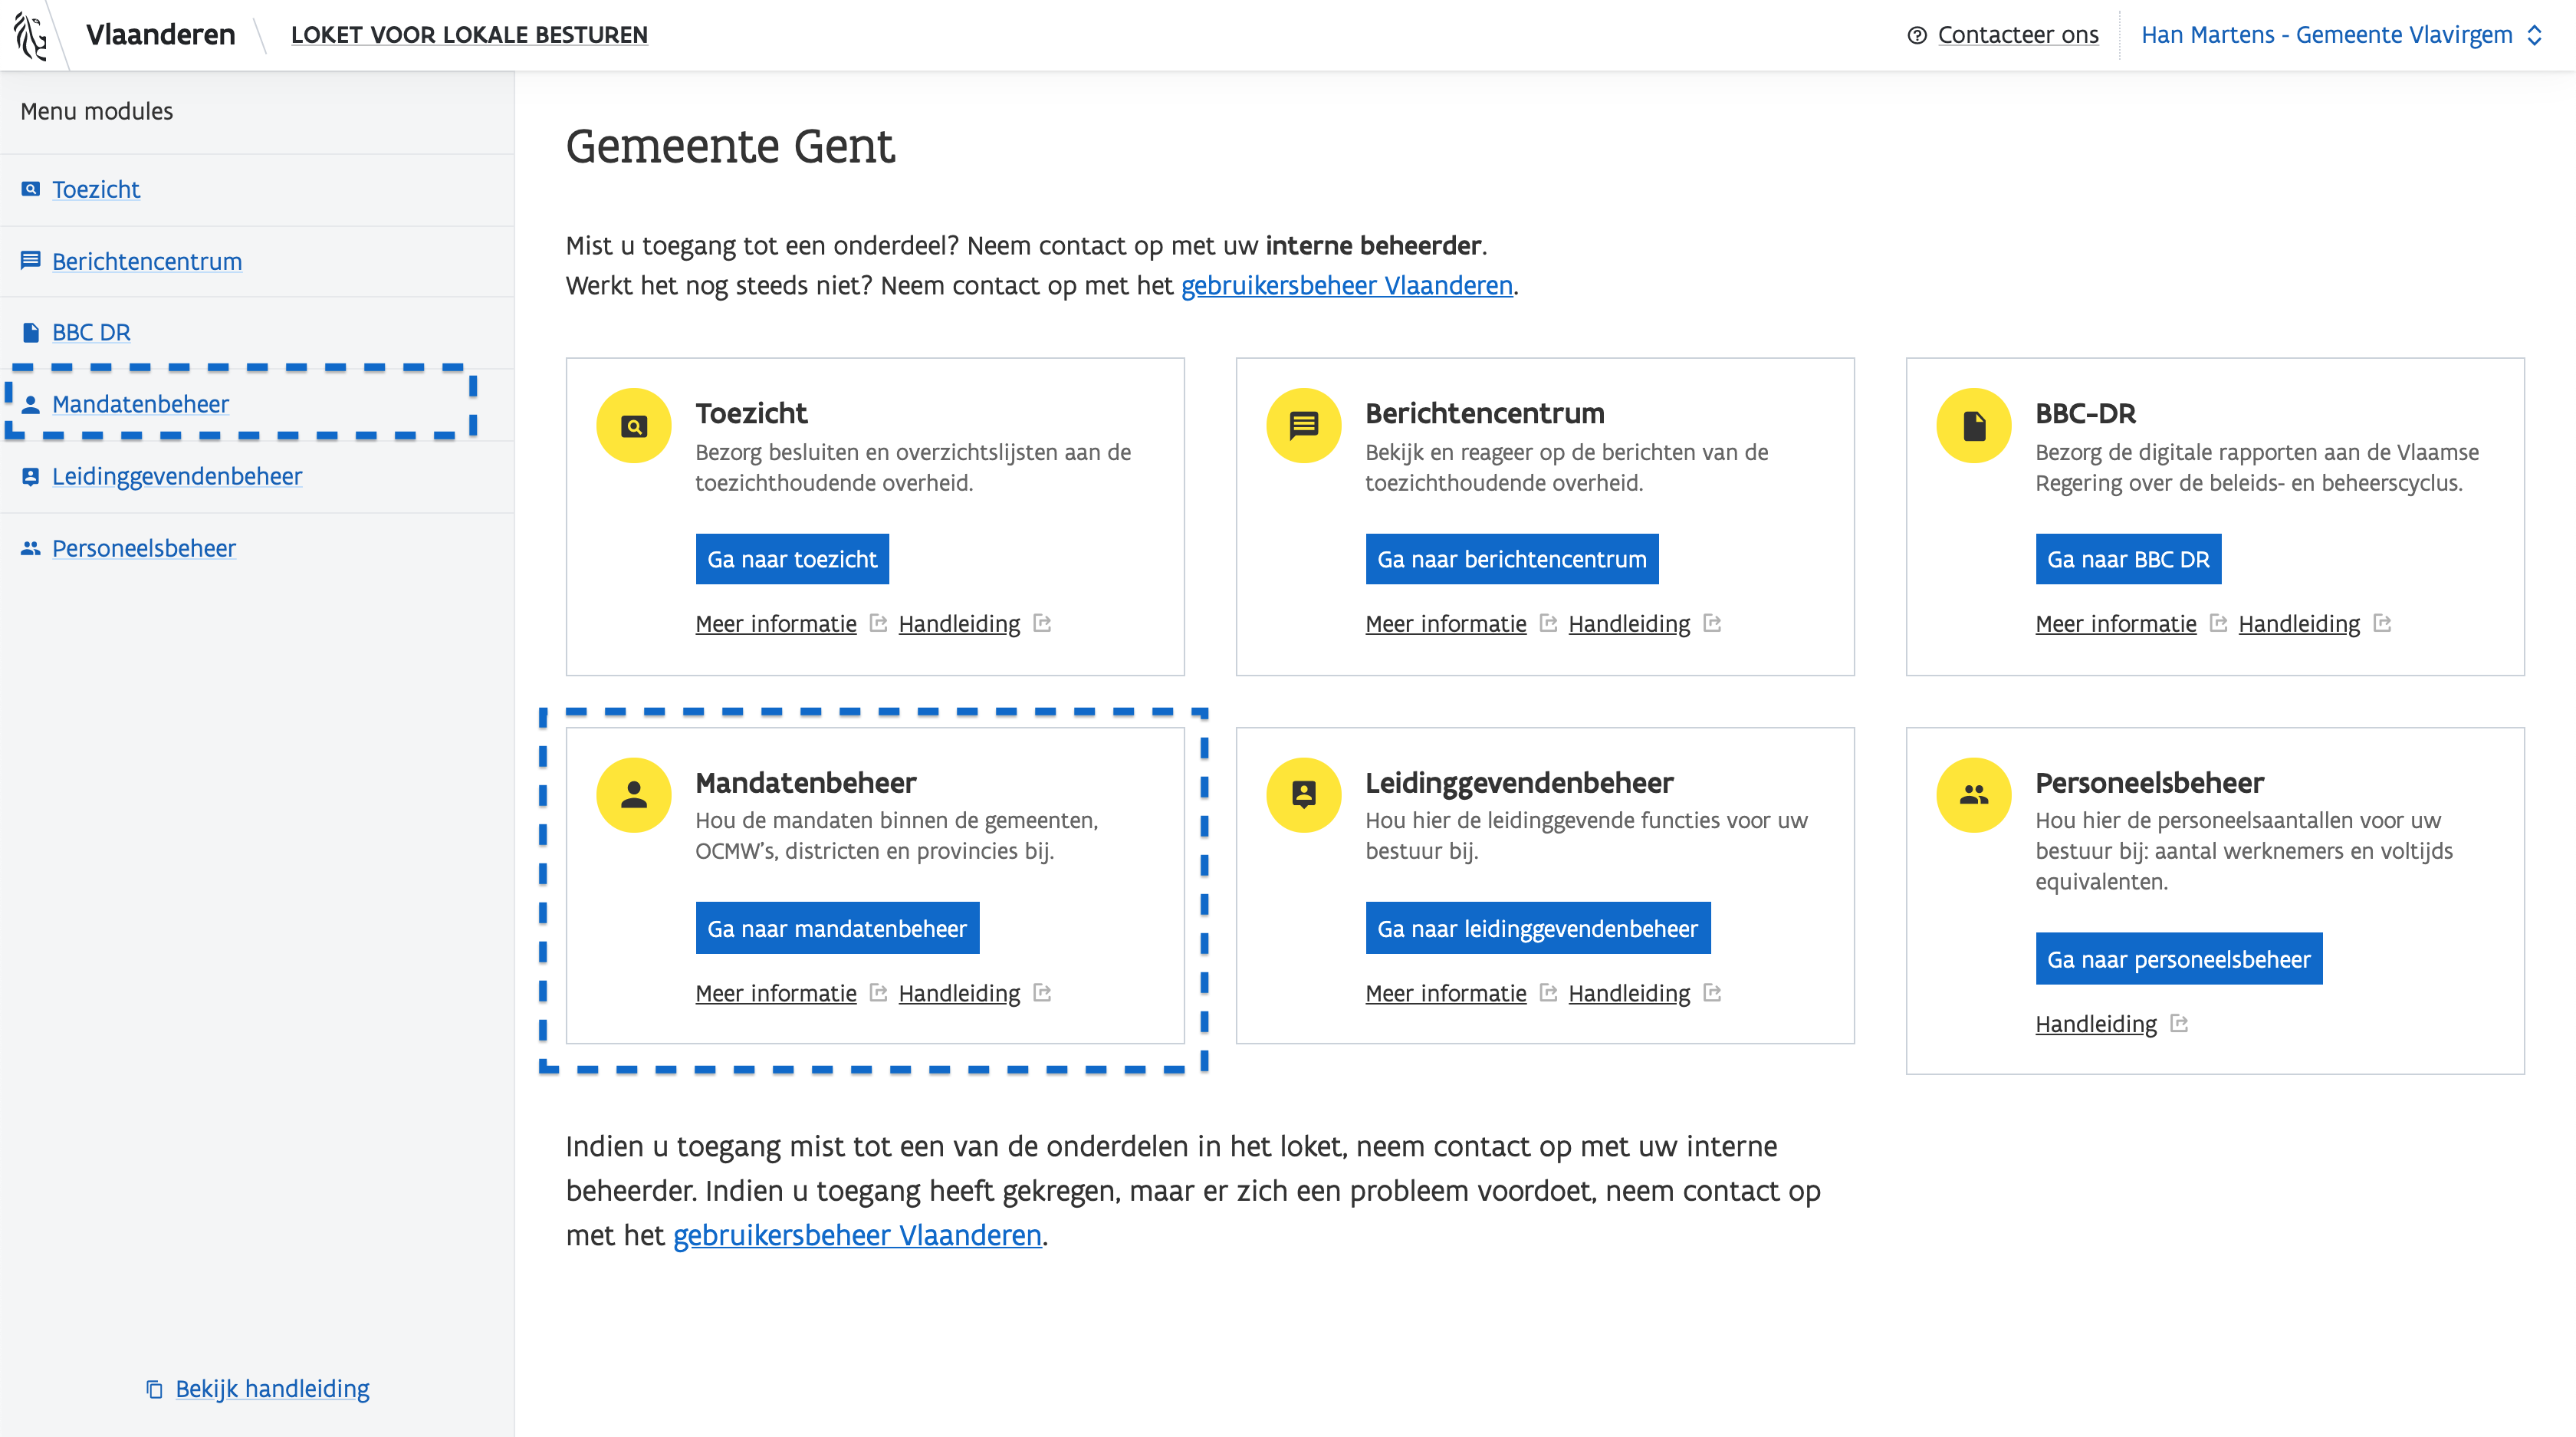 Vlaanderen
LOKET VOOR LOKALE BESTUREN
Contacteer ons
Han Martens - Gemeente Vlavirgem
Menu modules
Toezicht
Berichtencentrum
BBC DR
Mandatenbeheer
Leidinggevendenbeheer
Personeelsbeheer
Bekijk handleiding
Gemeente Gent
Mist u toegang tot een onderdeel? Neem contact op met uw interne beheerder.
Werkt het nog steeds niet? Neem contact op met het gebruikersbeheer Vlaanderen.
Toezicht
Bezorg besluiten en overzichtslijsten aan de
toezichthoudende overheid.
Ga naar toezicht
Meer informatie Handleiding
Berichtencentrum
Bekijk en reageer op de berichten van de
toezichthoudende overheid.
Ga naar berichtencentrum
Meer informatie Handleiding
BBC-DR
Bezorg de digitale rapporten aan de Vlaamse
Regering over de beleids- en beheerscyclus.
Ga naar BBC DR
Meer informatie Handleiding
Mandatenbeheer
Hou de mandaten binnen de gemeenten,
OCMW's, districten en provincies bij.
Ga naar mandatenbeheer
Meer informatie Handleiding
Leidinggevendenbeheer
Hou hier de leidinggevende functies voor uw
bestuur bij.
Ga naar leidinggevendenbeheer
Meer informatie Handleiding
Personeelsbeheer
Hou hier de personeelsaantallen voor uw
bestuur bij: aantal werknemers en voltijds
equivalenten.
Ga naar personeelsbeheer
Handleiding
Indien u toegang mist tot een van de onderdelen in het loket, neem contact op met uw interne
beheerder. Indien u toegang heeft gekregen, maar er zich een probleem voordoet, neem contact op
met het gebruikersbeheer Vlaanderen.